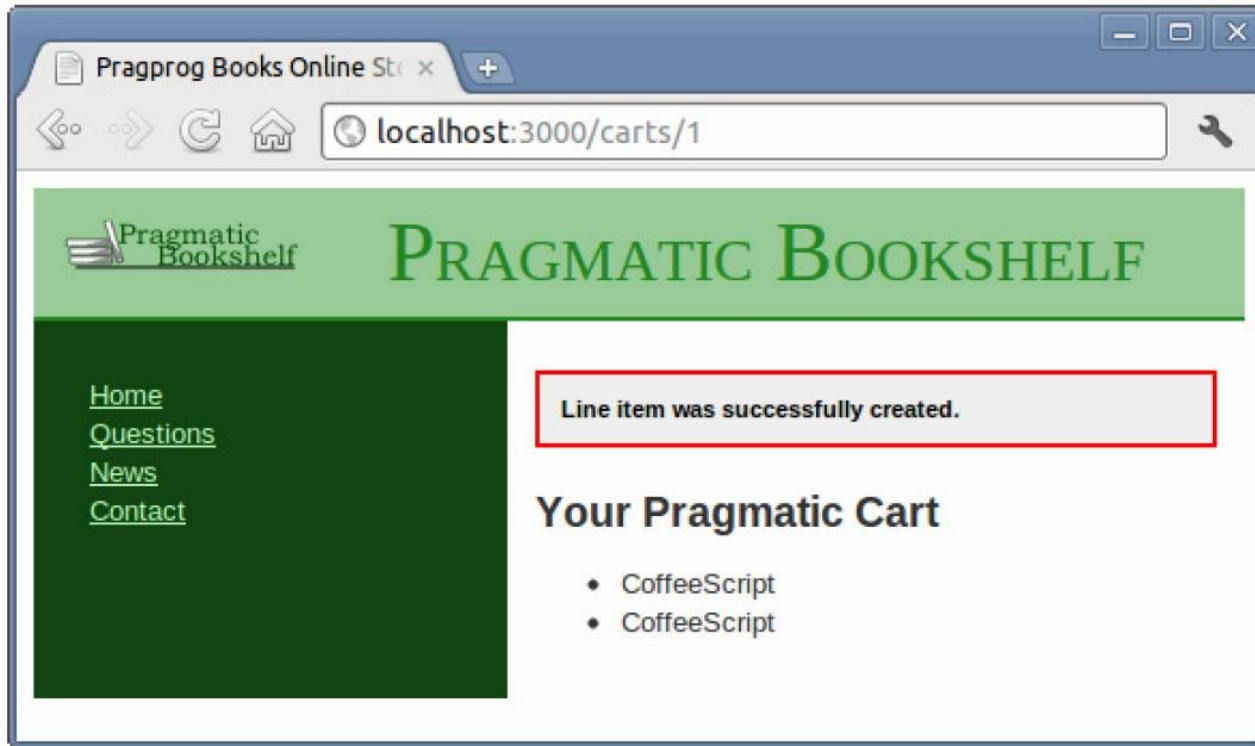 Pragprog Books Online St
localhost:3000/carts/1
Pragmatic
Bookshelf
PRAGMATIC BOOKSHELF
Home
Questions
News
Contact
Line item was successfully created.
Your Pragmatic Cart
• CoffeeScript
• CoffeeScript